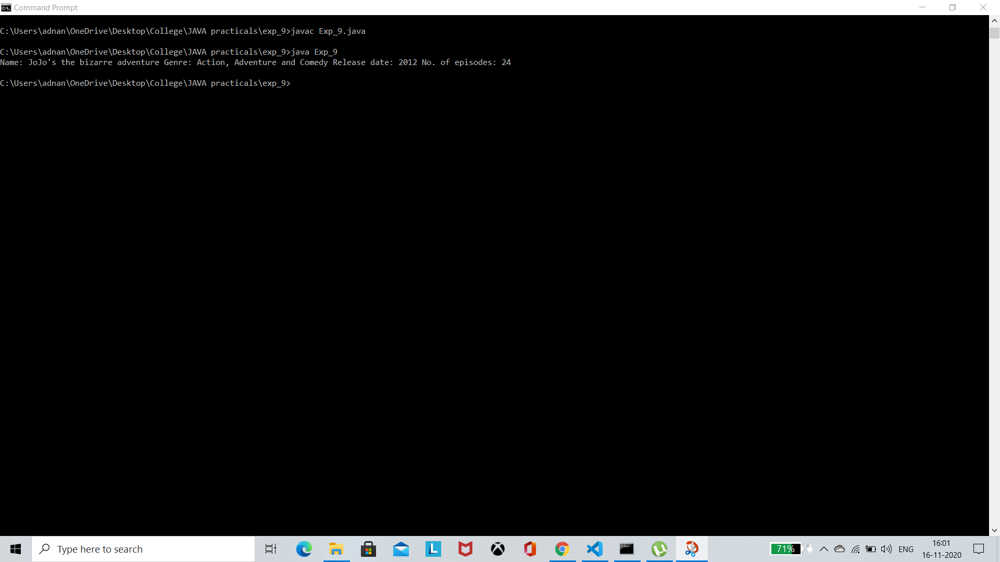 Command Prompt
C:\Users\adnan\OneDrive\Desktop\College\JAVA practicals\exp_9>javac Exp_9.java
C:\Users\adnan\OneDrive\Desktop\College\JAVA practicals\exp_9>java Exp_9
Name: JoJo's the bizarre adventure Genre: Action, Adventure and Comedy Release date: 2012 No. of episodes: 24
C:\Users\adnan\OneDrive\Desktop\College\JAVA practicals\exp_9>
Type here to search
L
71%
ENG
16:01
16-11-2020